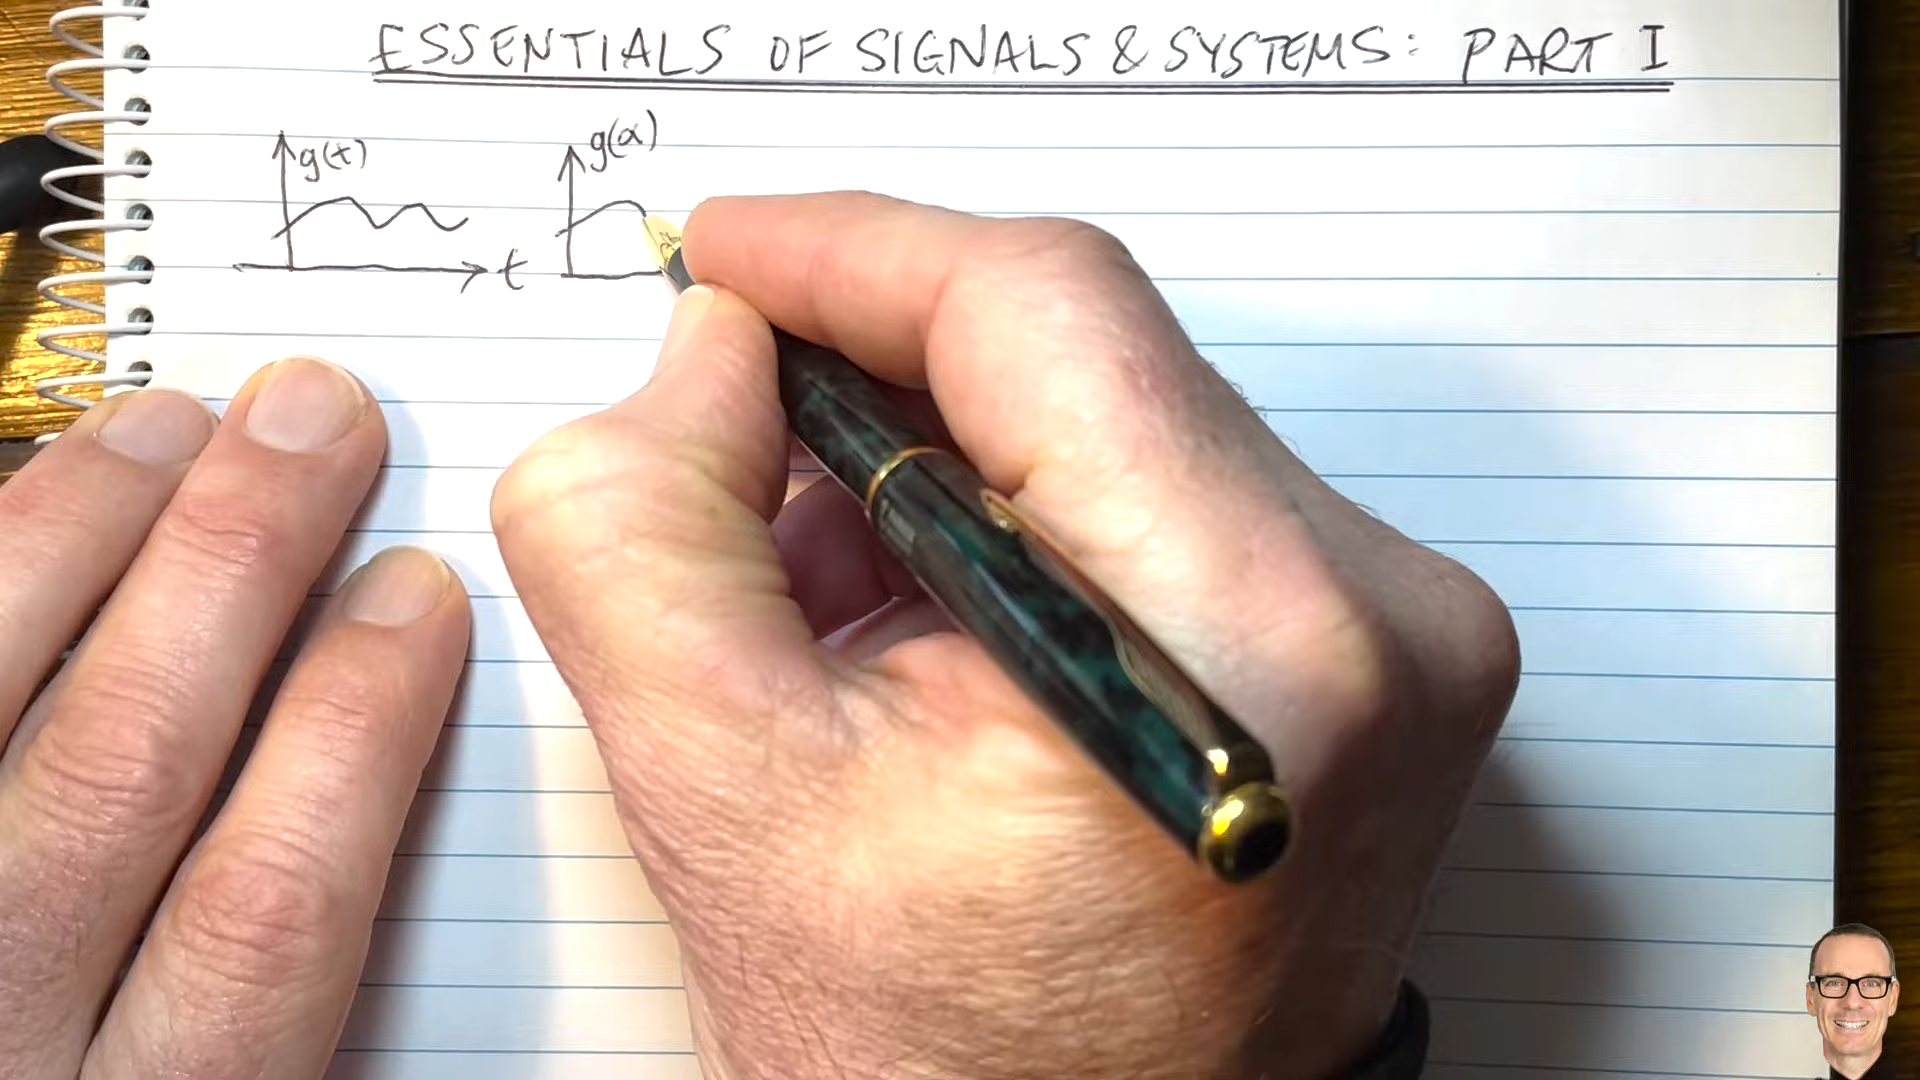 ESSENTIALS OF SIGNALS & SYSTEMS: PART I
g(t)
t
g(α)